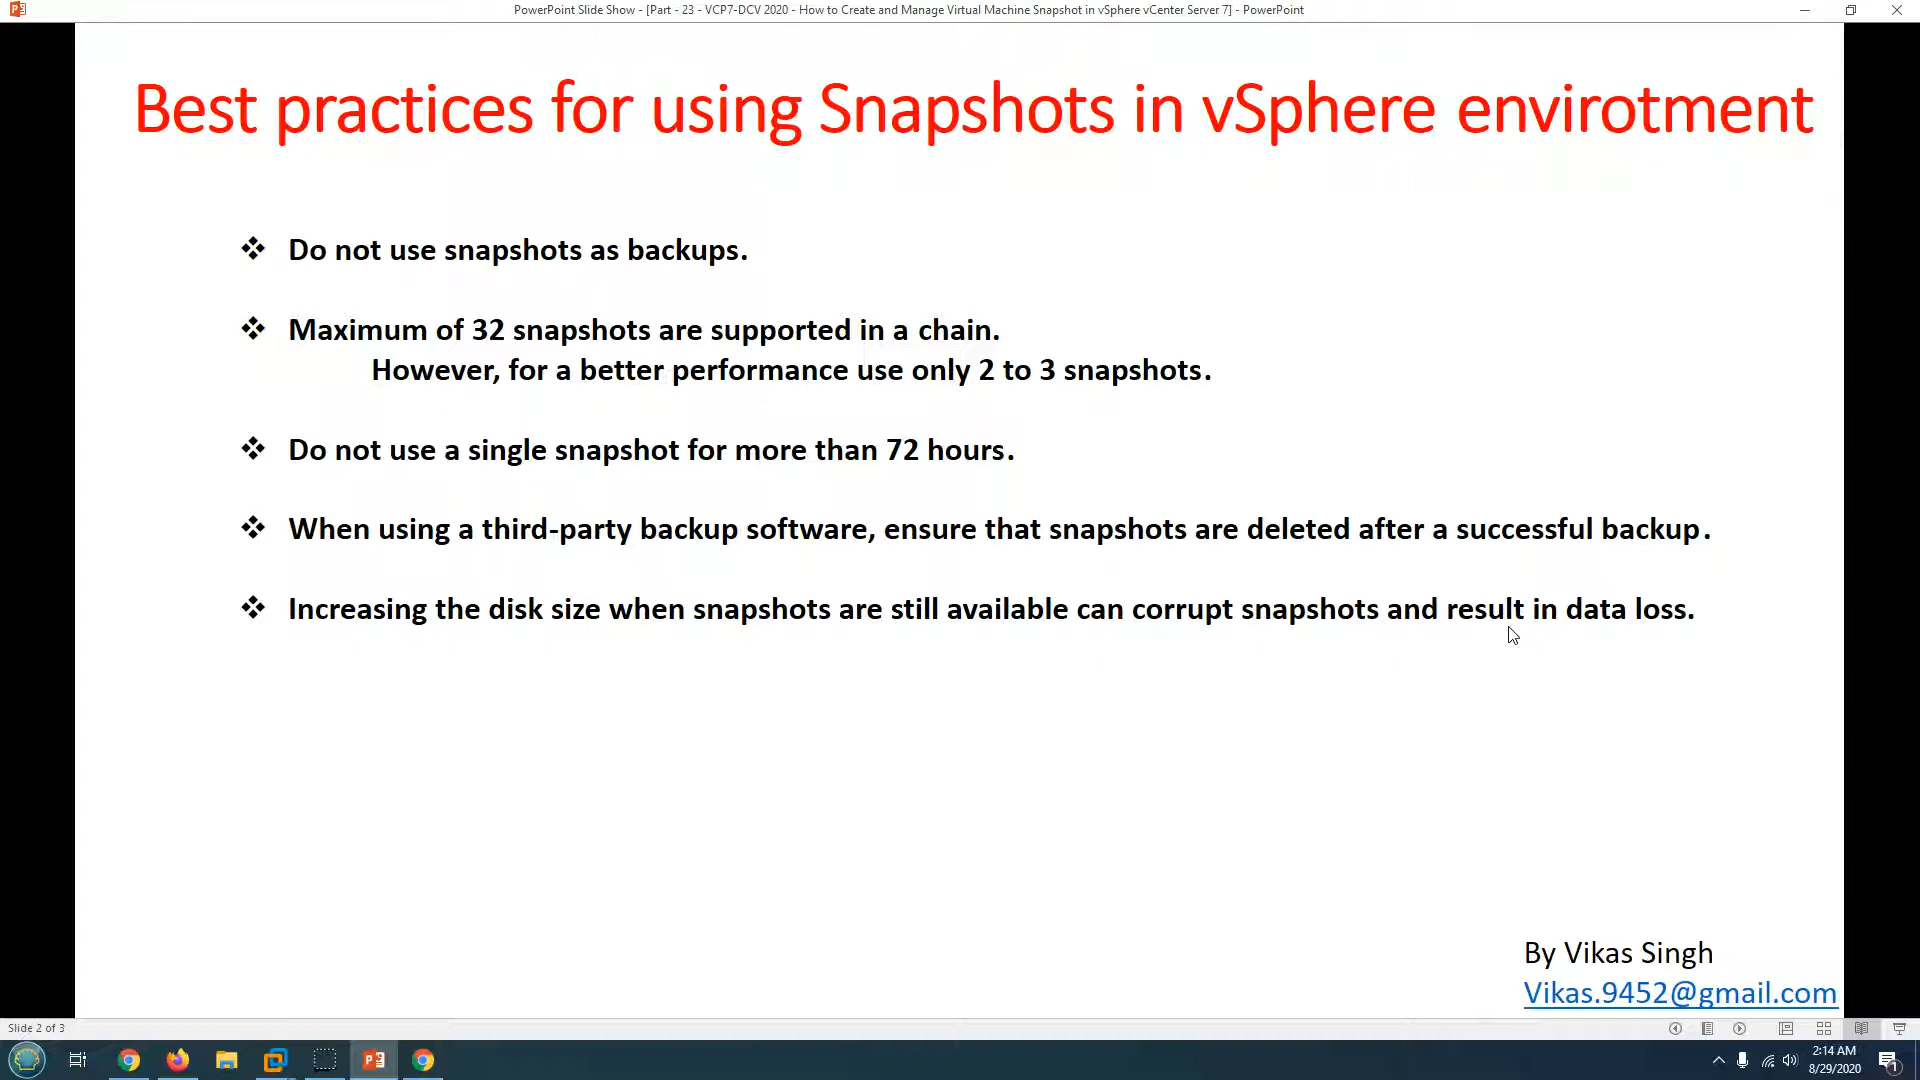 PowerPoint Slide Show - [Part - 23 - VCP7-DCV 2020 - How to Create and Manage Virtual Machine Snapshot in vSphere vCenter Server 7] - PowerPoint
Best practices for using Snapshots in vSphere envirotment
❖ Do not use snapshots as backups.
❖ Maximum of 32 snapshots are supported in a chain.
However, for a better performance use only 2 to 3 snapshots.
❖ Do not use a single snapshot for more than 72 hours.
❖ When using a third-party backup software, ensure that snapshots are deleted after a successful backup.
❖ Increasing the disk size when snapshots are still available can corrupt snapshots and result in data loss.
By Vikas Singh
Vikas.9452@gmail.com
Slide 2 of 3
2:14 AM
8/29/2020
1